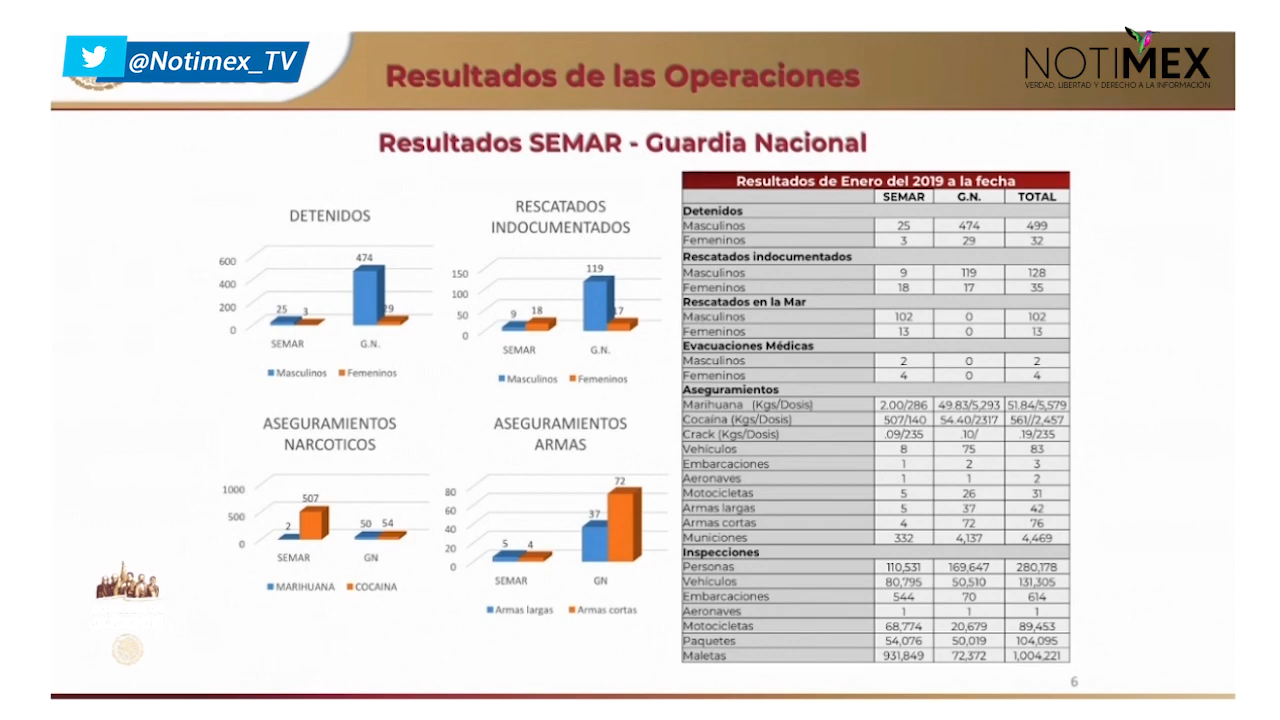 @Notimex_TV
Resultados de las Operaciones
NOTIMEX
VERDAD, LIBERTAD Y DERECHO A LA INFORMACIÓN
Resultados SEMAR - Guardia Nacional
DETENIDOS
600
400
200
0
25
3
474
29
SEMAR
G.N.
Masculinos Femeninos
RESCATADOS
INDOCUMENTADOS
150
100
50
0
9
18
119
17
SEMAR
G.N.
Masculinos Femeninos
ASEGURAMIENTOS
NARCOTICOS
1000
500
0
2
507
50
54
SEMAR
GN
MARIHUANA COCAINA
ASEGURAMIENTOS
ARMAS
80
60
40
20
0
5
4
37
72
SEMAR
GN
Armas largas Armas cortas
Resultados de Enero del 2019 a la fecha
SEMAR G.N. TOTAL
Detenidos
Masculinos 25 474 499
Femeninos 3 29 32
Rescatados indocumentados
Masculinos 9 119 128
Femeninos 18 17 35
Rescatados en la Mar
Masculinos 102 0 102
Femeninos 13 0 13
Evacuaciones Médicas
Masculinos 2 0 2
Femeninos 4 0 4
Aseguramientos
Marihuana (Kgs/Dosis) 2.00/286 49.83/5,293 51.84/5,579
Cocaína (Kgs/Dosis) 507/140 54.40/2317 561//2,457
Crack (Kgs/Dosis) .09/235 .10/ .19/235
Vehículos 8 75 83
Embarcaciones 1 2 3
Aeronaves 1 1 2
Motocicletas 5 26 31
Armas largas 5 37 42
Armas cortas 4 72 76
Municiones 332 4,137 4,469
Inspecciones
Personas 110,531 169,647 280,178
Vehículos 80,795 50,510 131,305
Embarcaciones 544 70 614
Aeronaves 1 1 1
Motocicletas 68,774 20,679 89,453
Paquetes 54,076 50,019 104,095
Maletas 931,849 72,372 1,004,221
6